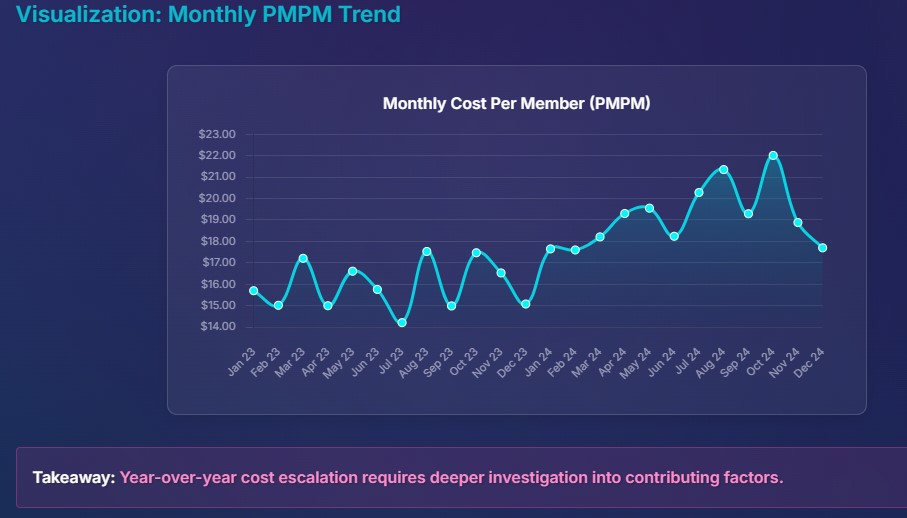 Visualization: Monthly PMPM Trend
Monthly Cost Per Member (PMPM)
$23.00
$22.00
$21.00
$20.00
$19.00
$18.00
$17.00
$16.00
$15.00
$14.00
Jan 23
Feb 23
Mar 23
Apr 23
May 23
Jun 23
Jul 23
Aug 23
Sep 23
Oct 23
Nov 23
Dec 23
Jan 24
Feb 24
Mar 24
Apr 24
May 24
Jun 24
Jul 24
Aug 24
Sep 24
Oct 24
Nov 24
Dec 24
Takeaway: Year-over-year cost escalation requires deeper investigation into contributing factors.